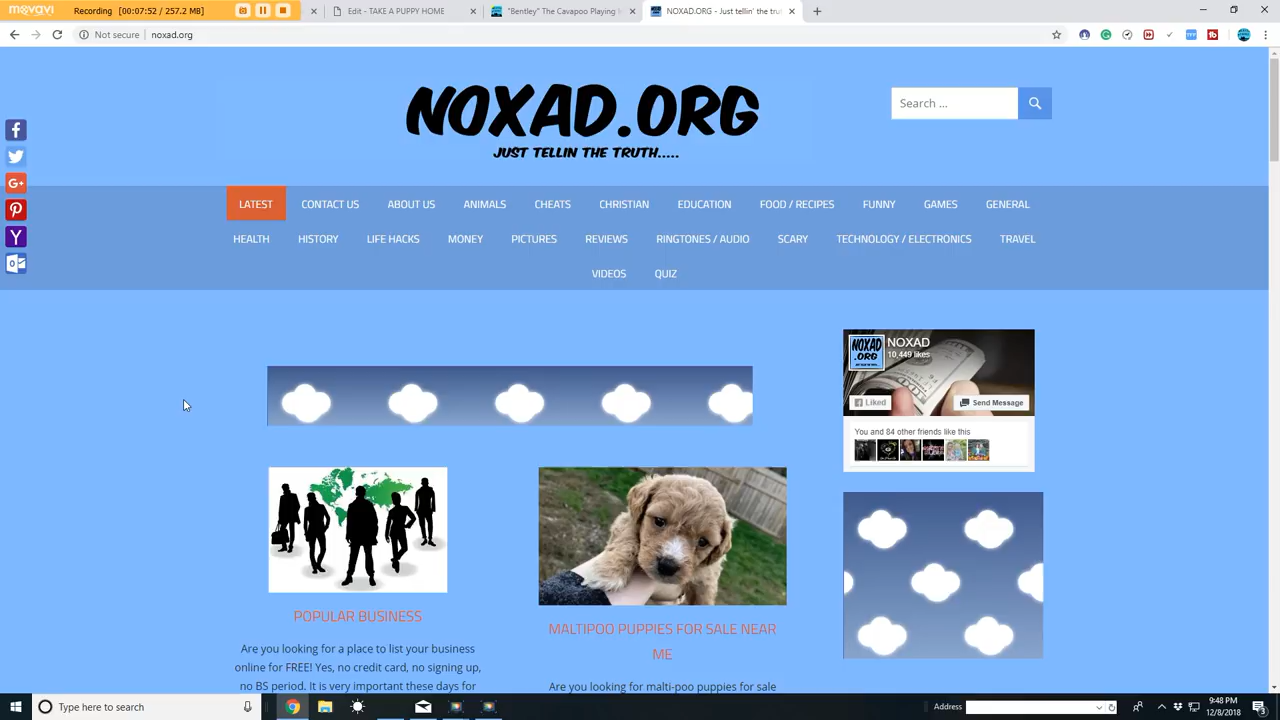 movavi Recording | 00:07:52 / 257.2 MB)
Edit - TAKE A PUPPY HOME
"Bentley" The Cavapoo Playing
NOXAD.ORG - Just tellin' the tru
Not secure | noxad.org
NOXAD.ORG
JUST TELLIN THE TRUTH.....
Search ...
LATEST CONTACT US ABOUT US ANIMALS CHEATS CHRISTIAN EDUCATION FOOD / RECIPES FUNNY GAMES GENERAL
HEALTH HISTORY LIFE HACKS MONEY PICTURES REVIEWS RINGTONES / AUDIO SCARY TECHNOLOGY / ELECTRONICS TRAVEL
VIDEOS QUIZ
NOXAD.ORG
NOXAD
10,449 likes
Liked
Send Message
You and 84 other friends like this
POPULAR BUSINESS
Are you looking for a place to list your business
online for FREE! Yes, no credit card, no signing up,
no BS period. It is very important these days for
MALTIPOO PUPPIES FOR SALE NEAR
ME
Are you looking for malti-poo puppies for sale
Type here to search
Address
9:48 PM
12/8/2018
3